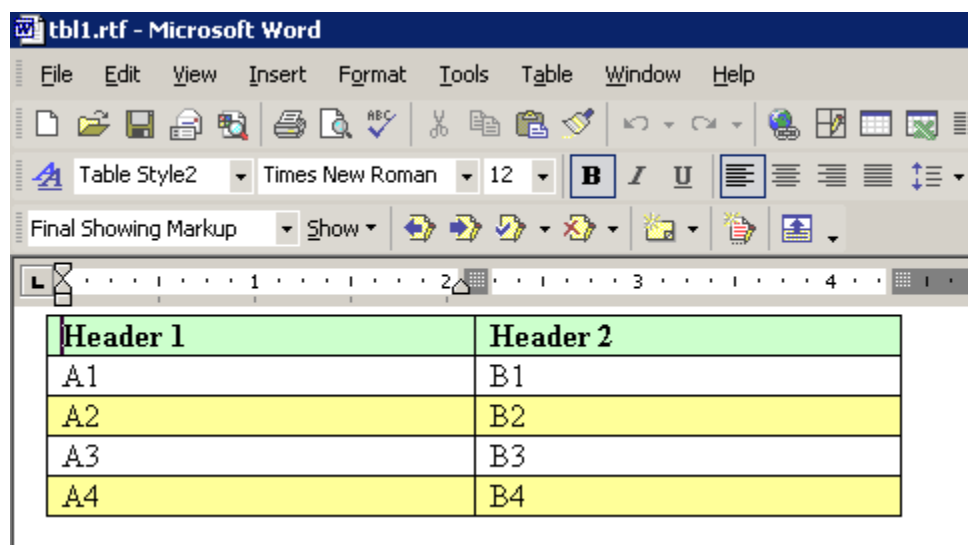 tbl1.rtf - Microsoft Word
File Edit View Insert Format Tools Table Window Help
ABC
Table Style2 Times New Roman 12 B I U
Final Showing Markup Show
L 1 2 3 4
Header 1 Header 2
A1 B1
A2 B2
A3 B3
A4 B4